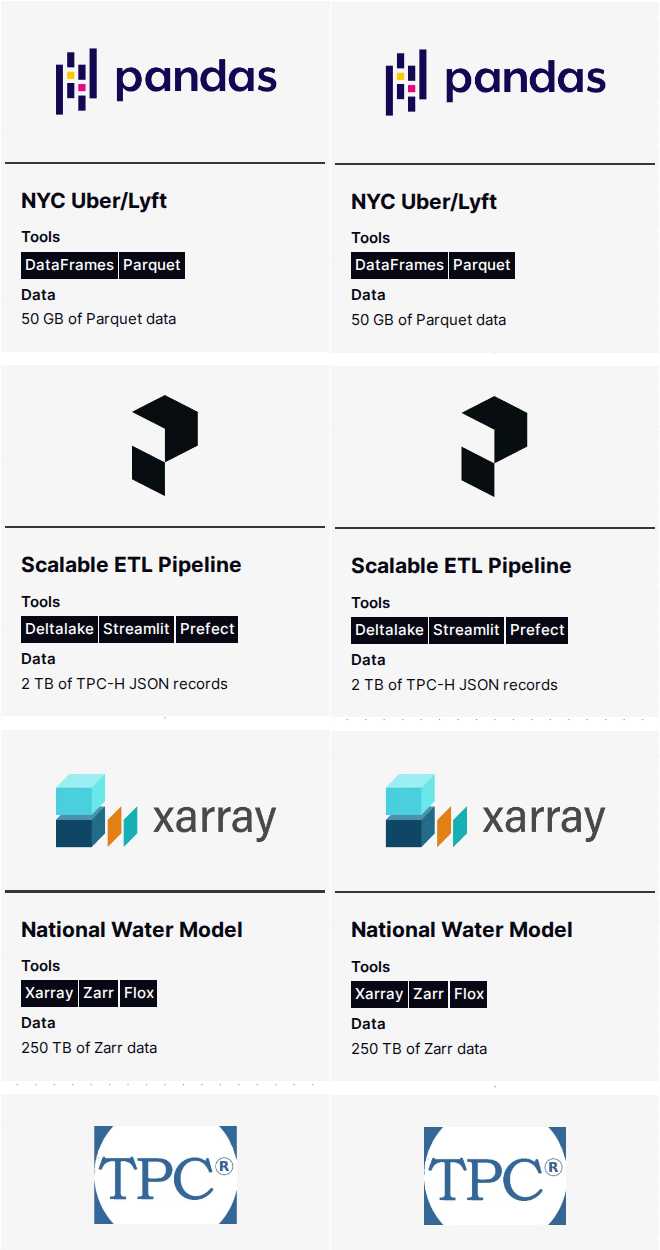 pandas
pandas
NYC Uber/Lyft
NYC Uber/Lyft
Tools
Tools
DataFrames Parquet
DataFrames Parquet
Data
Data
50 GB of Parquet data
50 GB of Parquet data
Scalable ETL Pipeline
Scalable ETL Pipeline
Tools
Tools
Deltalake Streamlit Prefect
Deltalake Streamlit Prefect
Data
Data
2 TB of TPC-H JSON records
2 TB of TPC-H JSON records
xarray
xarray
National Water Model
National Water Model
Tools
Tools
Xarray Zarr Flox
Xarray Zarr Flox
Data
Data
250 TB of Zarr data
250 TB of Zarr data
TPC®
TPC®